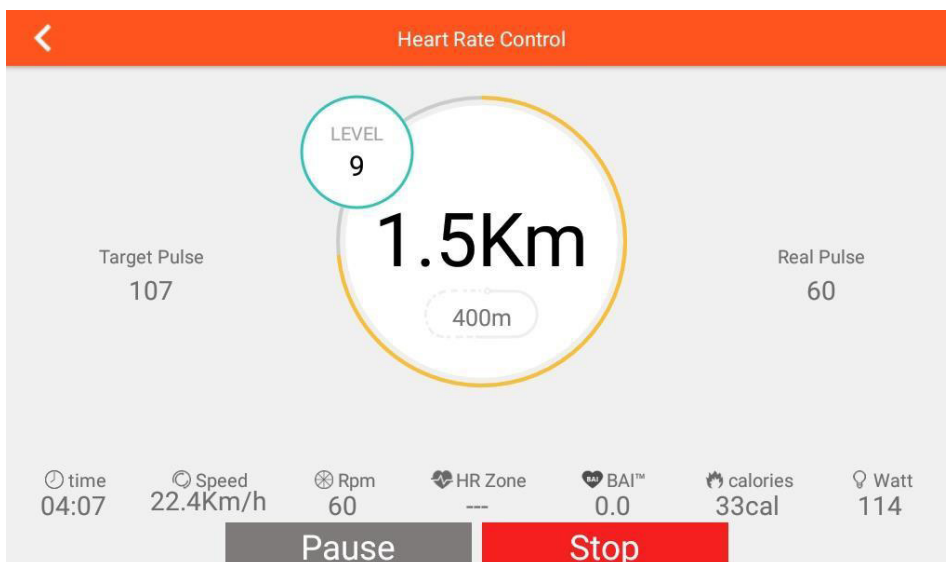 Heart Rate Control
LEVEL
9
1.5Km
400m
Target Pulse
107
Real Pulse
60
time Speed Rpm HR Zone BAI™ calories Watt
04:07 22.4Km/h 60 --- 0.0 33cal 114
Pause Stop